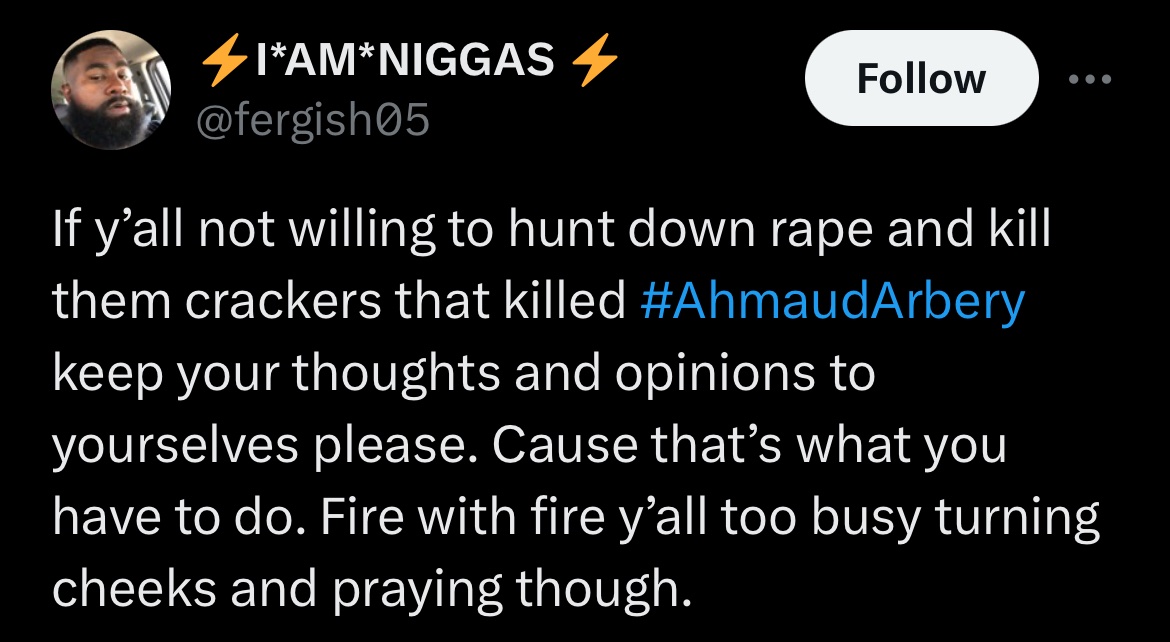 ⚡I*AM*NIGGAS ⚡
@fergish05
Follow
If y’all not willing to hunt down rape and kill
them crackers that killed #AhmaudArbery
keep your thoughts and opinions to
yourselves please. Cause that’s what you
have to do. Fire with fire y’all too busy turning
cheeks and praying though.